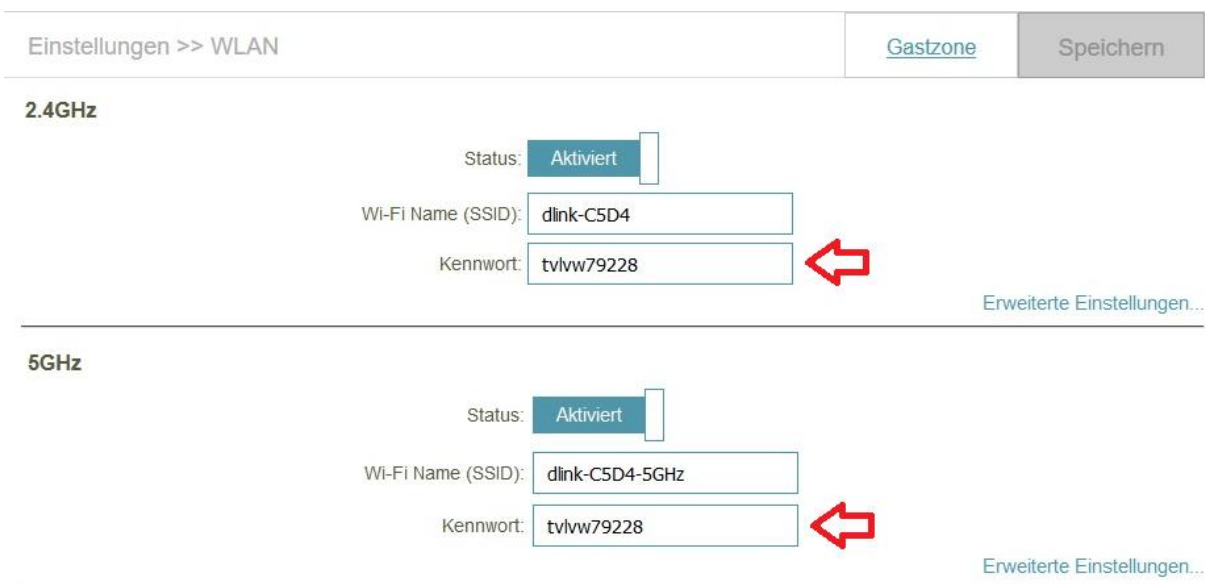 Einstellungen >> WLAN
Gastzone
Speichern
2.4GHz
Status: Aktiviert
Wi-Fi Name (SSID): dlink-C5D4
Kennwort: tvlvw79228
Erweiterte Einstellungen...
5GHz
Status: Aktiviert
Wi-Fi Name (SSID): dlink-C5D4-5GHz
Kennwort: tvlvw79228
Erweiterte Einstellungen...